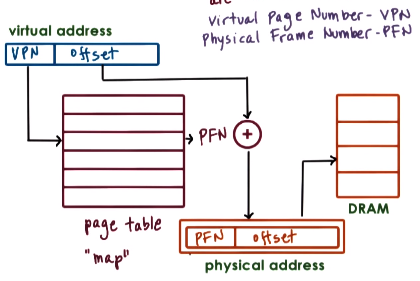 are
Virtual Page Number - VPN
Physical Frame Number - PFN
virtual address
VPN offset
PFN +
DRAM
page table
"map"
PFN offset
physical address